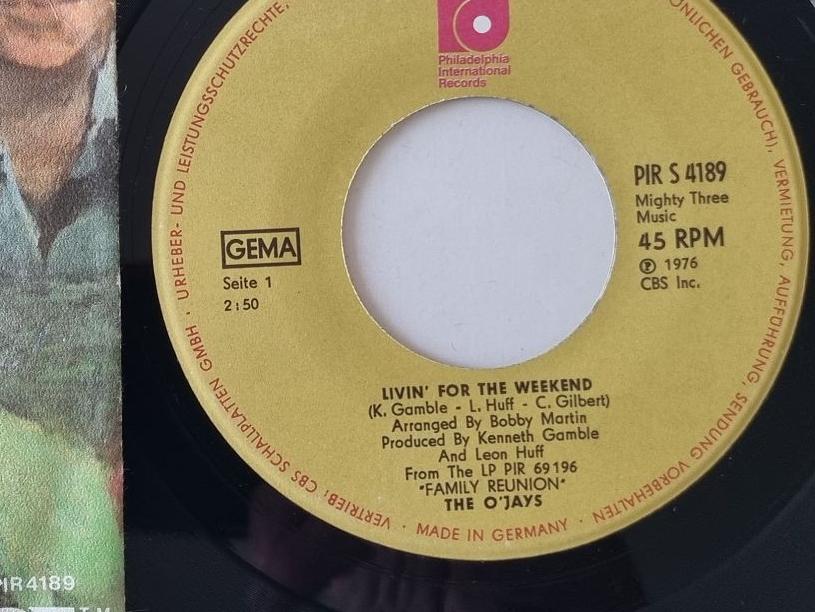 Philadelphia
International
Records
GEMA
Seite 1
2:50
PIR S 4189
Mighty Three
Music
45 RPM
℗ 1976
CBS Inc.
LIVIN' FOR THE WEEKEND
(K. Gamble - L. Huff - C. Gilbert)
Arranged By Bobby Martin
Produced By Kenneth Gamble
And Leon Huff
From The LP PIR 69196
"FAMILY REUNION"
THE O'JAYS
URHEBER- UND LEISTUNGSSCHUTZRECHTE,
GEBRAUCH), VERMIETUNG, AUFFÜHRUNG, SENDUNG VORBEHALTEN · MADE IN GERMANY · VERTRIEB: CBS SCHALLPLATTEN GMBH ·
PIR 4189